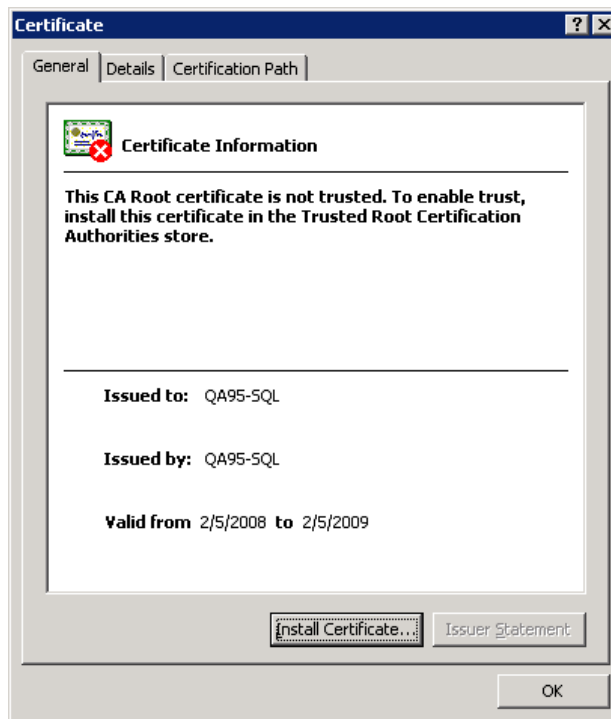 Certificate
General Details Certification Path
Certificate Information
This CA Root certificate is not trusted. To enable trust,
install this certificate in the Trusted Root Certification
Authorities store.
Issued to: QA95-SQL
Issued by: QA95-SQL
Valid from 2/5/2008 to 2/5/2009
Install Certificate... Issuer Statement
OK